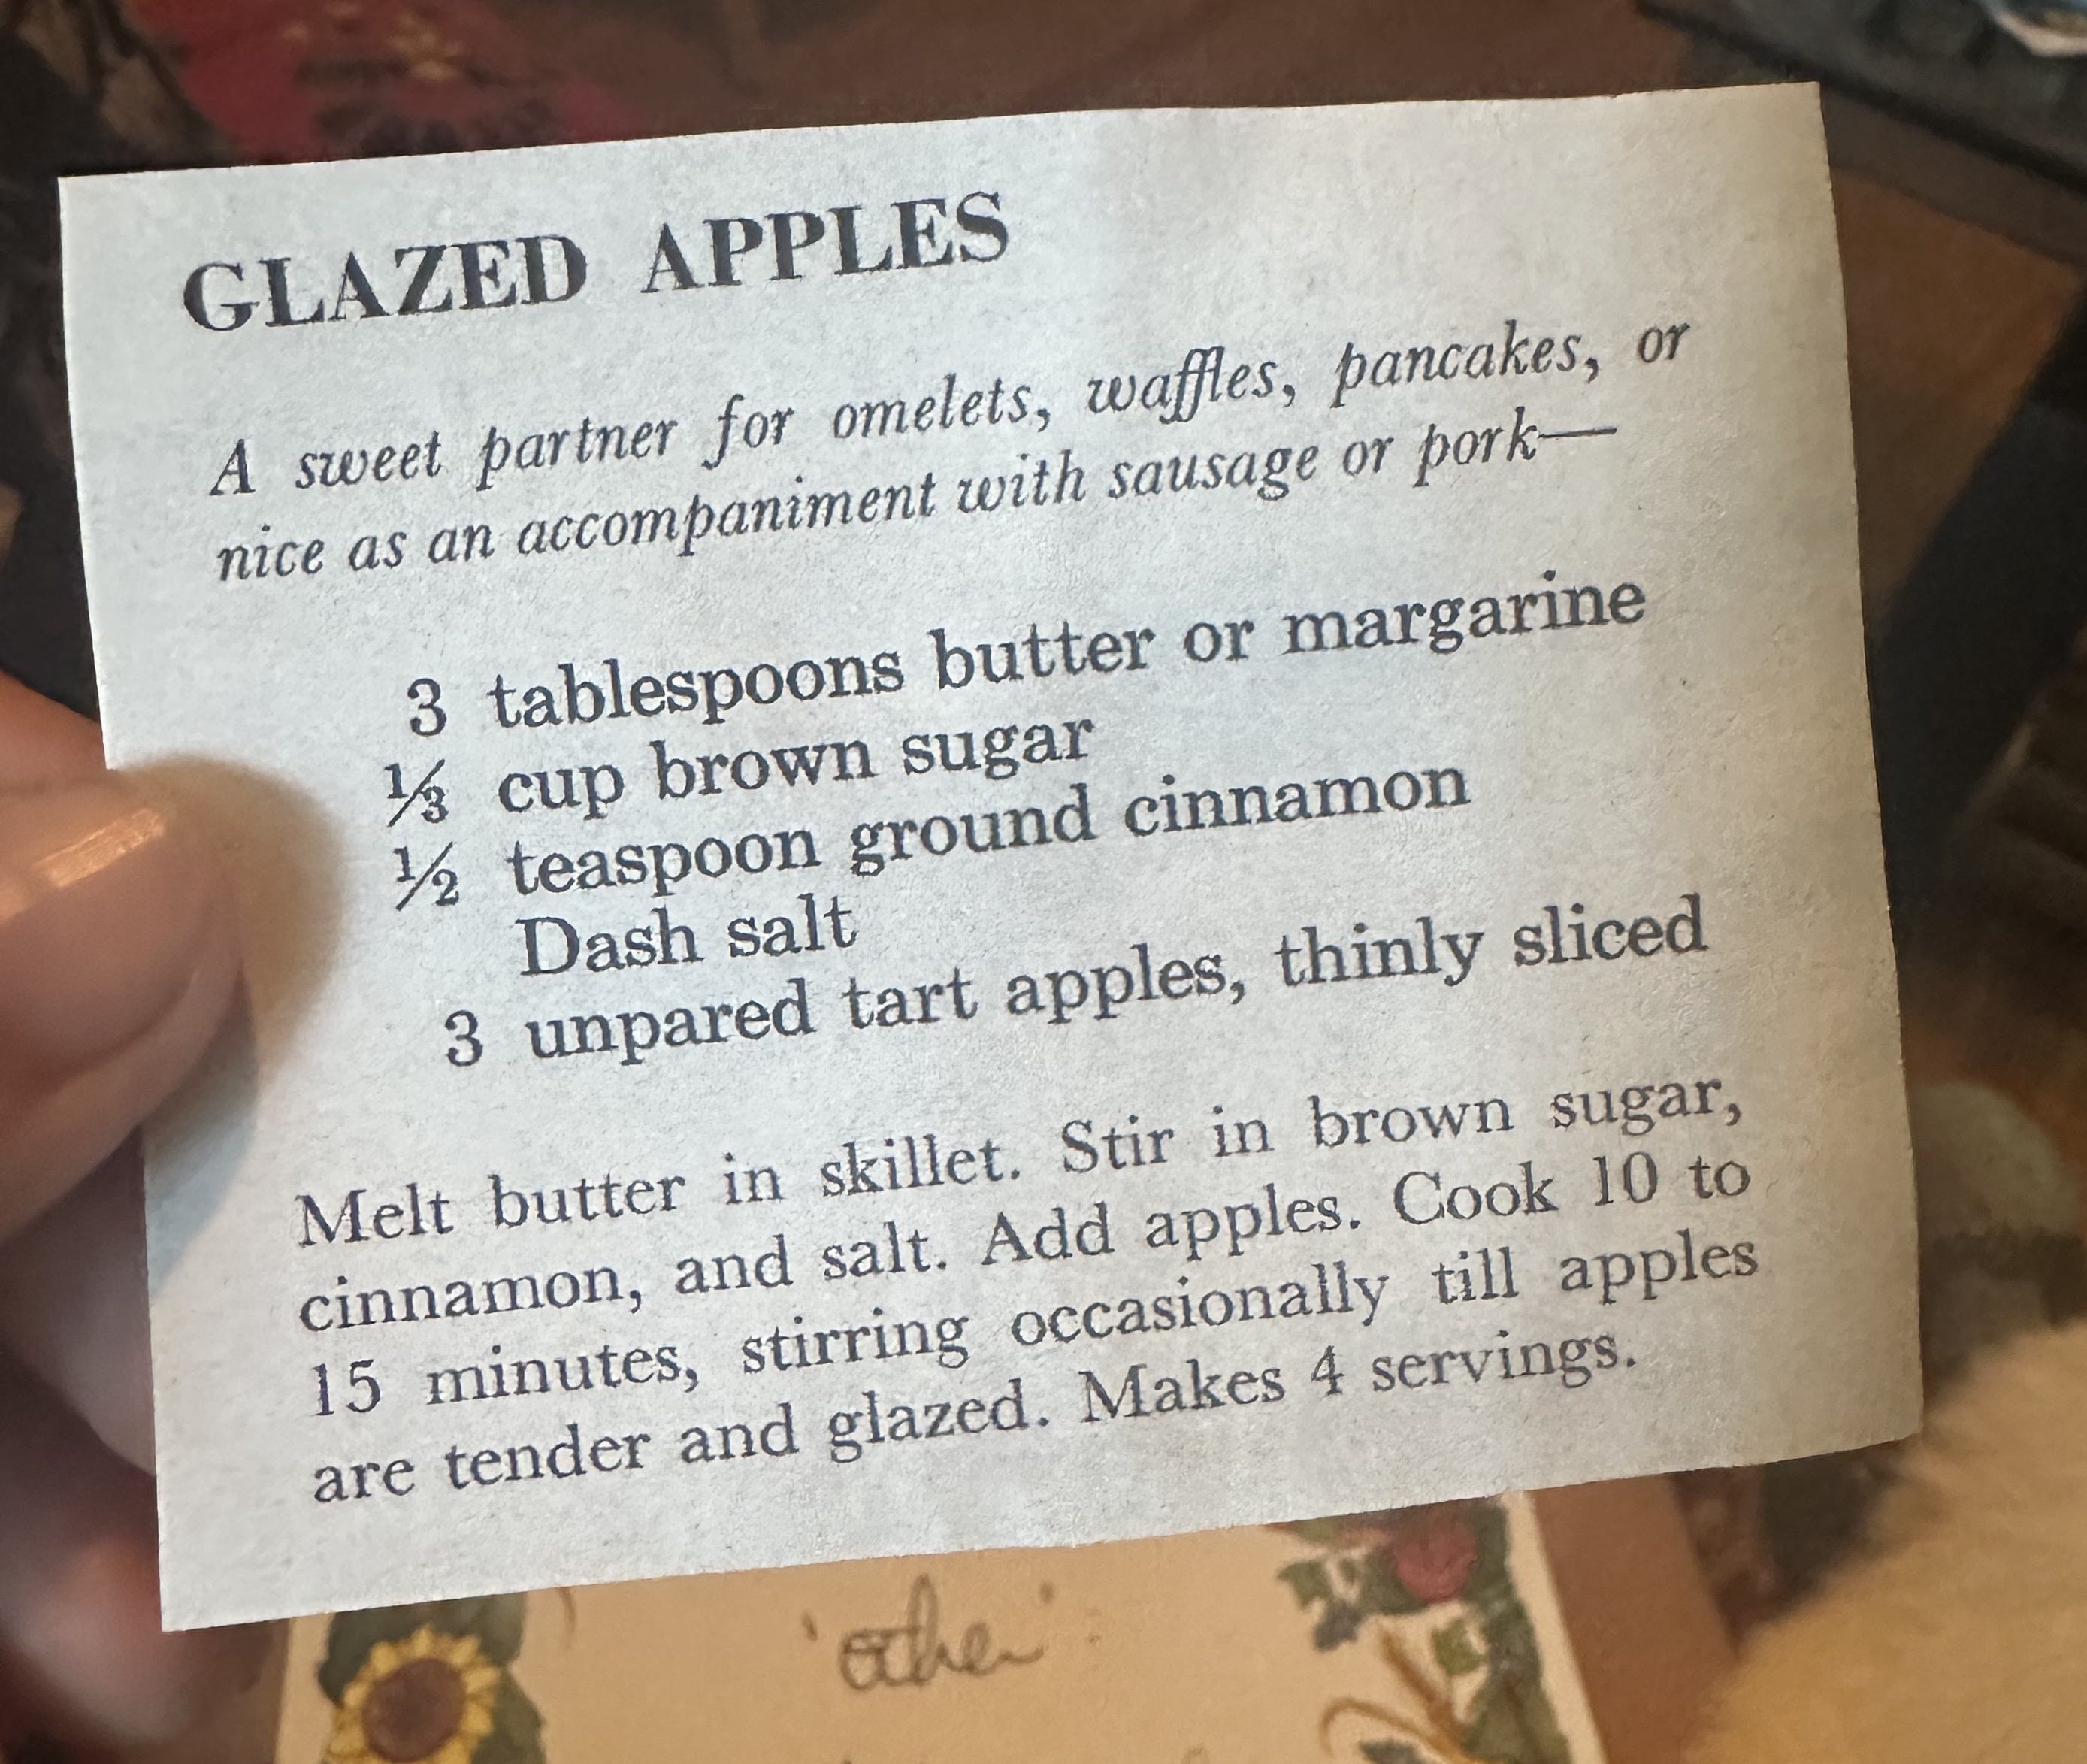 GLAZED APPLES
A sweet partner for omelets, waffles, pancakes, or
nice as an accompaniment with sausage or pork—
3 tablespoons butter or margarine
⅓ cup brown sugar
½ teaspoon ground cinnamon
Dash salt
3 unpared tart apples, thinly sliced
Melt butter in skillet. Stir in brown sugar,
cinnamon, and salt. Add apples. Cook 10 to
15 minutes, stirring occasionally till apples
are tender and glazed. Makes 4 servings.